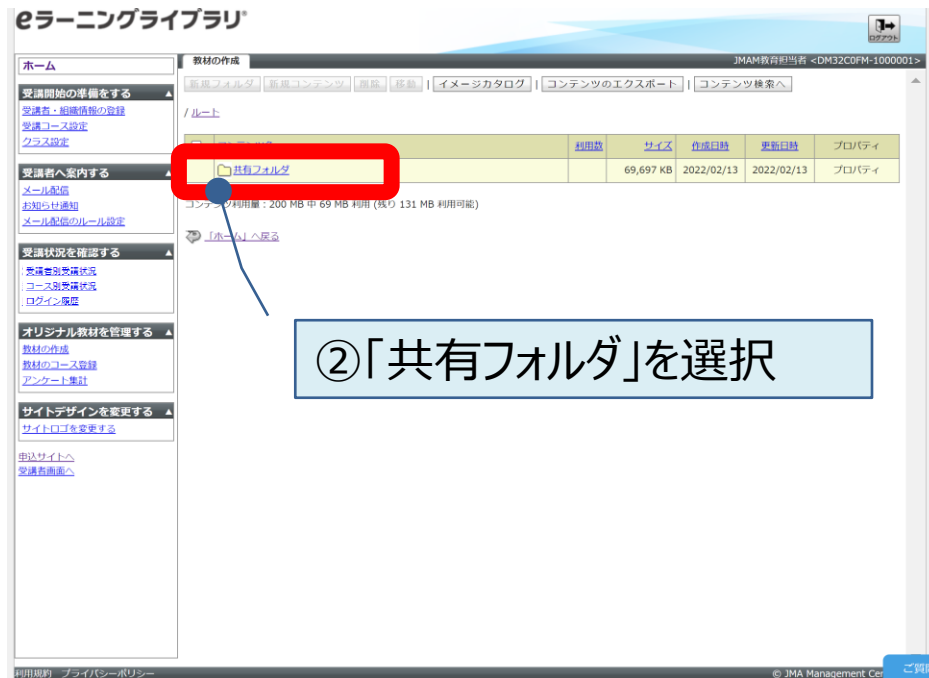 eラーニングライブラリ®
ログアウト
ホーム
受講開始の準備をする ▲
受講者・組織情報の登録
受講コース設定
クラス設定
受講者へ案内する ▲
メール配信
お知らせ通知
メール配信のルール設定
受講状況を確認する ▲
受講者別受講状況
コース別受講状況
ログイン履歴
オリジナル教材を管理する ▲
教材の作成
教材のコース登録
アンケート集計
サイトデザインを変更する ▲
サイトロゴを変更する
申込サイトへ
受講者画面へ
教材の作成 JMAM教育担当者 <DM32C0FM-1000001>
新規フォルダ 新規コンテンツ 削除 移動 | イメージカタログ | コンテンツのエクスポート | コンテンツ検索へ
/ ルート
利用数 サイズ 作成日時 更新日時 プロパティ
共有フォルダ 69,697 KB 2022/02/13 2022/02/13 プロパティ
コンテンツ利用量 : 200 MB 中 69 MB 利用 (残り 131 MB 利用可能)
「ホーム」へ戻る
②「共有フォルダ」を選択
利用規約 プライバシーポリシー © JMA Management Cen